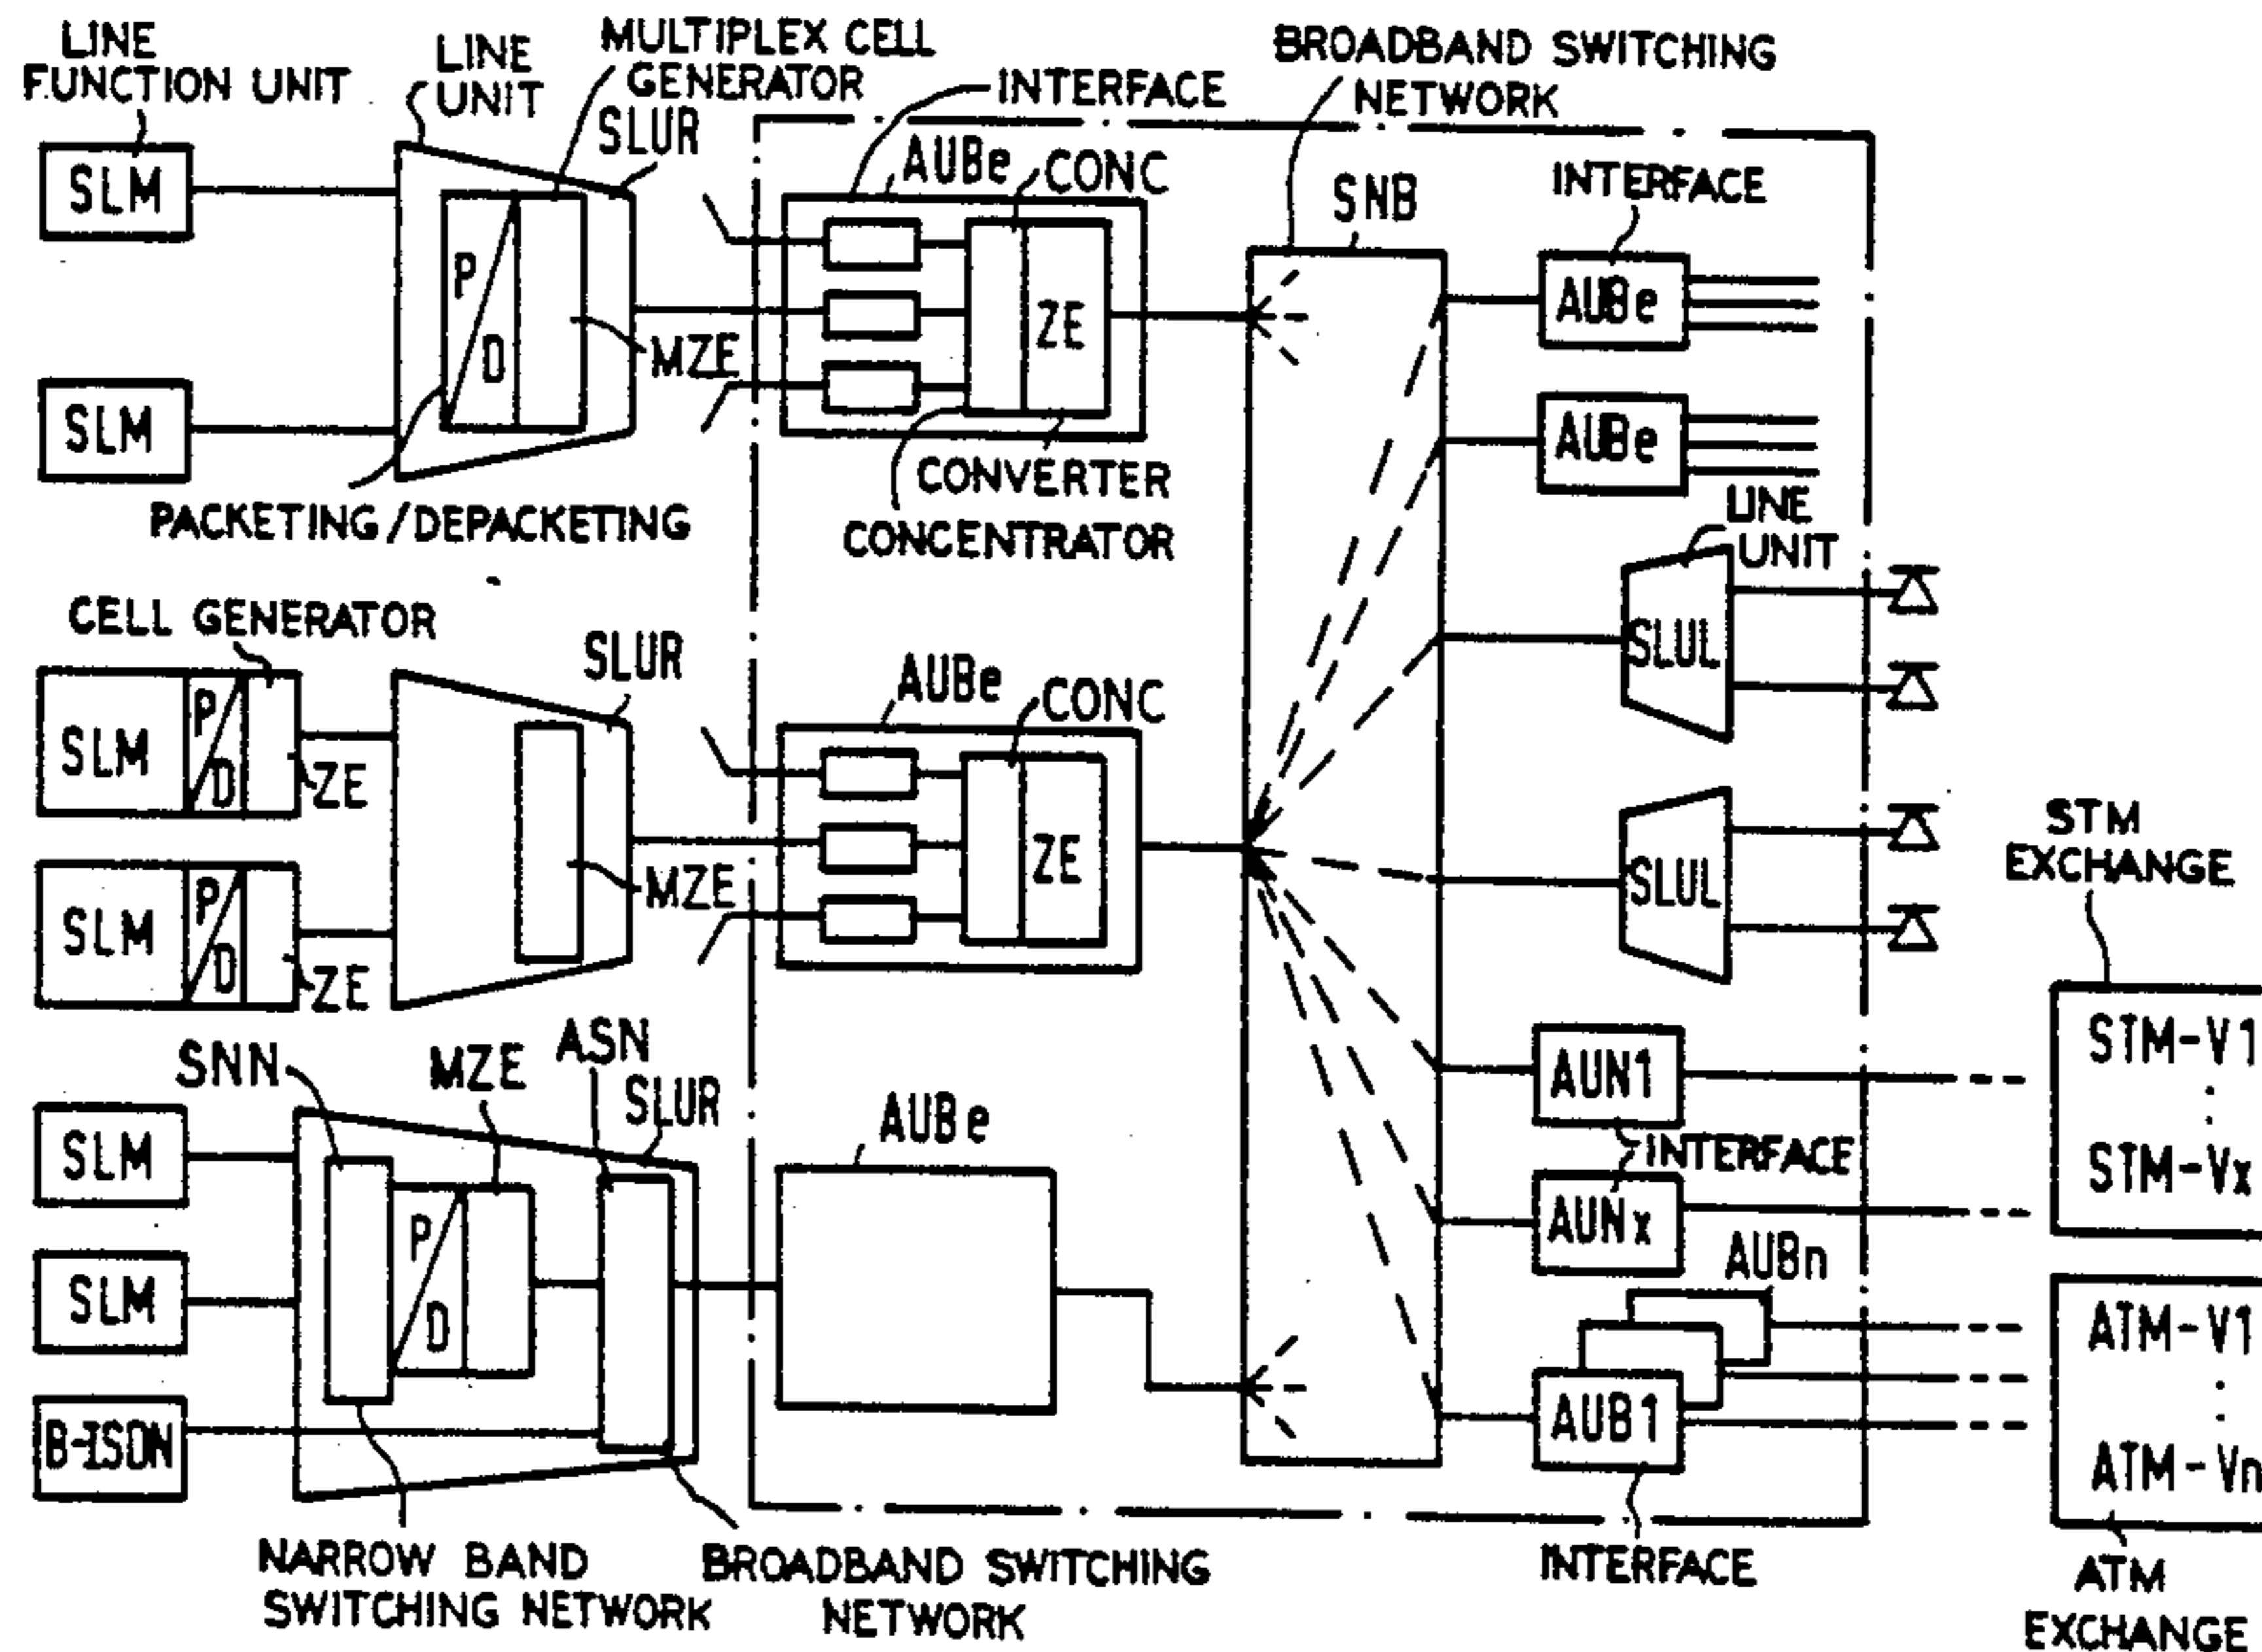 LINE
FUNCTION UNIT
LINE
UNIT
MULTIPLEX CELL
GENERATOR
SLUR
INTERFACE
BROADBAND SWITCHING
NETWORK
SLM
AUBe
CONC
SNB
INTERFACE
P
D
MZE
ZE
AUBe
SLM
AUBe
PACKETING/DEPACKETING
CONVERTER
CONCENTRATOR
LINE
UNIT
SLUL
CELL GENERATOR
SLUR
AUBe
CONC
SLM
P
D
ZE
MZE
ZE
SLM
P
D
ZE
SLUL
STM
EXCHANGE
SNN
MZE
ASN
SLUR
AUBe
SLM
P
D
SLM
B-ISDN
AUN1
INTERFACE
AUNx
AUBn
AUB1
STM-V1
STM-Vx
ATM-V1
ATM-Vn
NARROW BAND
SWITCHING NETWORK
BROADBAND SWITCHING
NETWORK
INTERFACE
ATM
EXCHANGE